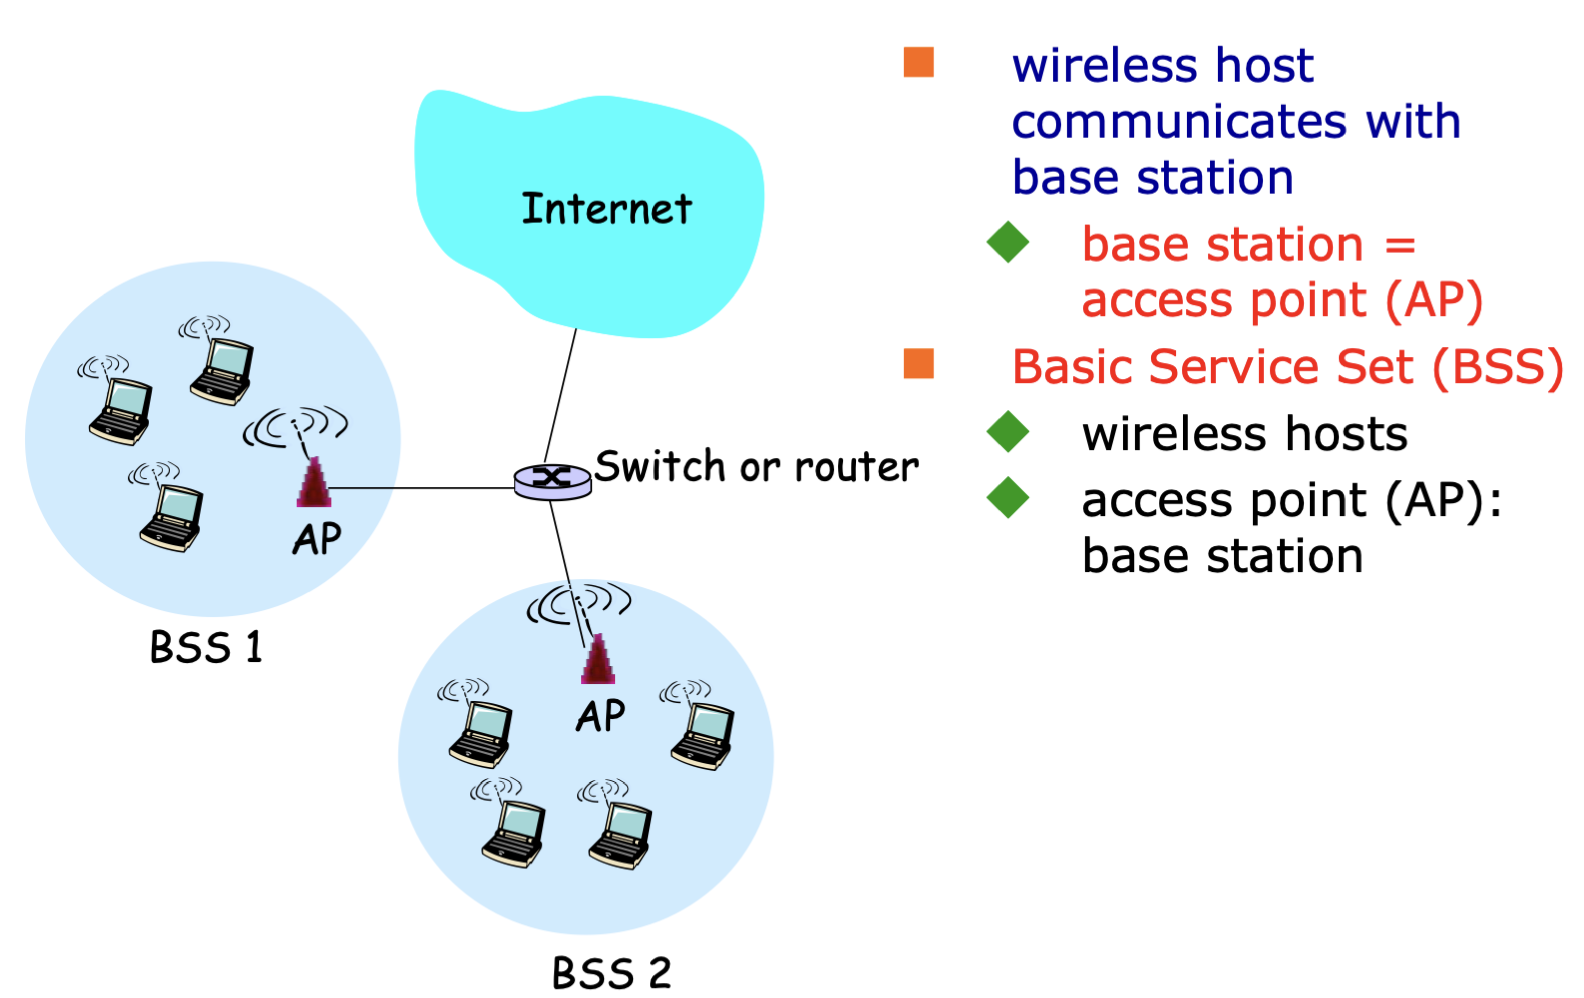 Internet
Switch or router
AP
BSS 1
AP
BSS 2
wireless host
communicates with
base station
base station =
access point (AP)
Basic Service Set (BSS)
wireless hosts
access point (AP):
base station